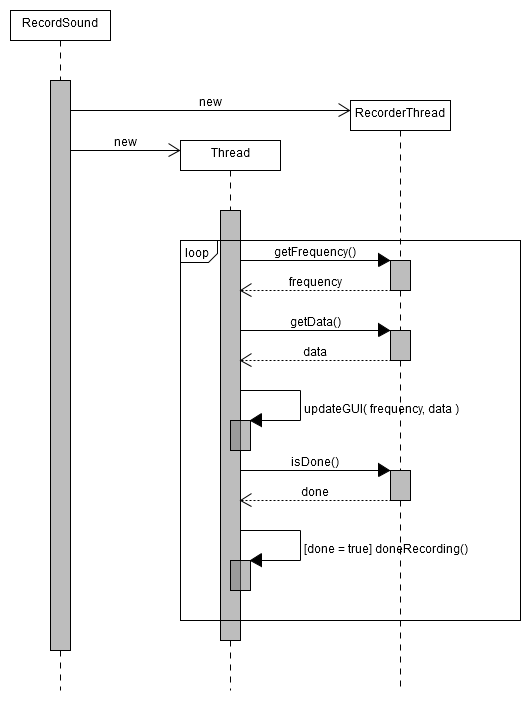 RecordSound
new
RecorderThread
new
Thread
loop
getFrequency()
frequency
getData()
data
updateGUI( frequency, data )
isDone()
done
[done = true] doneRecording()